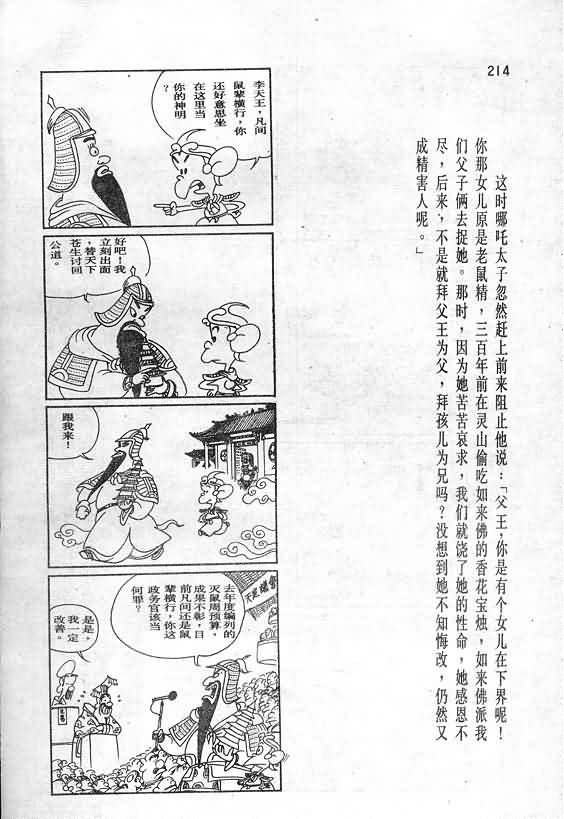 214
这时哪吒太子忽然赶上前来阻止他说：「父王，你是有个女儿在下界呢！
你那女儿原是老鼠精，三百年前在灵山偷吃如来佛的香花宝烛，如来佛派我
们父子俩去捉她。那时，因为她苦苦哀求，我们就饶了她的性命，她感恩不
尽，后来，不是就拜父王为父，拜孩儿为兄吗？没想到她不知悔改，仍然又
成精害人呢。」
李天王，凡间
鼠辈横行，你
还好意思坐
在这里当
你的神明
？
好吧！我
立刻出面
，替天下
苍生讨回
公道。
跟我来！
去年度编列的
灭鼠周预算，
成果不彰，目
前凡间还是鼠
辈横行，你这
政务官该当
何罪？
是是，
我一定
改善。